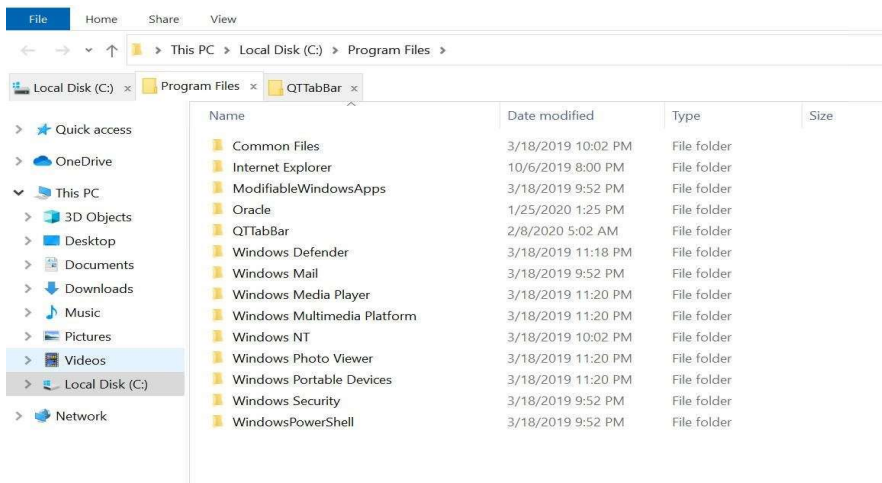 File Home Share View
This PC > Local Disk (C:) > Program Files >
Local Disk (C:) × Program Files × QTTabBar ×
Name Date modified Type Size
> Quick access
> OneDrive
This PC
> 3D Objects
> Desktop
> Documents
> Downloads
> Music
> Pictures
> Videos
> Local Disk (C:)
> Network
Common Files 3/18/2019 10:02 PM File folder
Internet Explorer 10/6/2019 8:00 PM File folder
ModifiableWindowsApps 3/18/2019 9:52 PM File folder
Oracle 1/25/2020 1:25 PM File folder
QTTabBar 2/8/2020 5:02 AM File folder
Windows Defender 3/18/2019 11:18 PM File folder
Windows Mail 3/18/2019 9:52 PM File folder
Windows Media Player 3/18/2019 11:20 PM File folder
Windows Multimedia Platform 3/18/2019 11:20 PM File folder
Windows NT 3/18/2019 10:02 PM File folder
Windows Photo Viewer 3/18/2019 11:20 PM File folder
Windows Portable Devices 3/18/2019 11:20 PM File folder
Windows Security 3/18/2019 9:52 PM File folder
WindowsPowerShell 3/18/2019 9:52 PM File folder